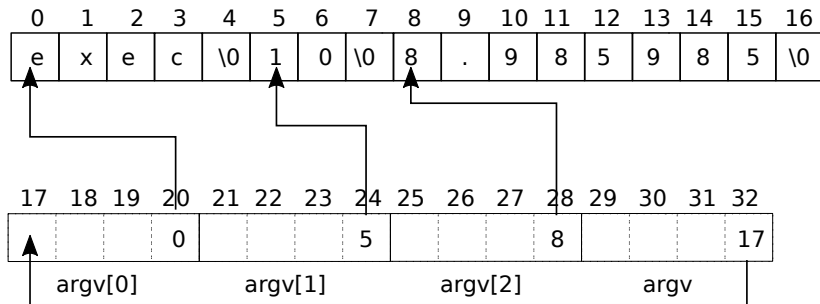 0 1 2 3 4 5 6 7 8 9 10 11 12 13 14 15 16
e x e c \0 1 0 \0 8 . 9 8 5 9 8 5 \0
17 18 19 20 21 22 23 24 25 26 27 28 29 30 31 32
0 5 8 17
argv[0] argv[1] argv[2] argv